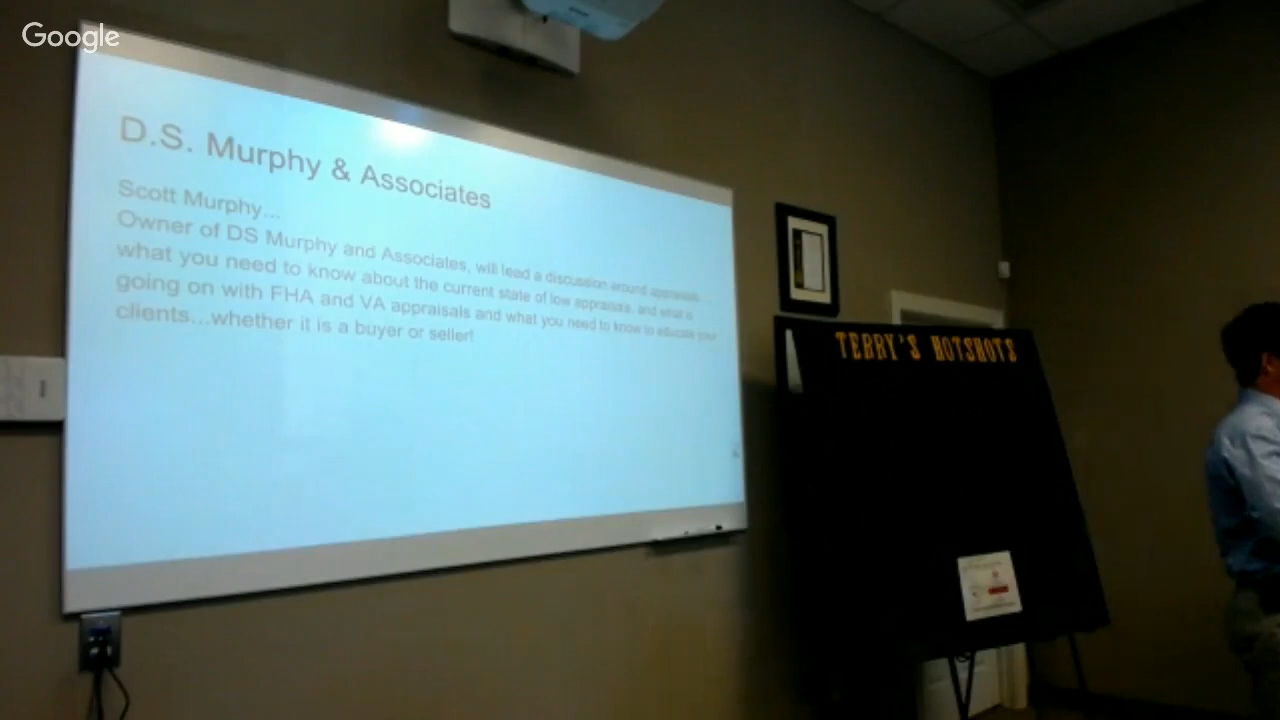 Google
D.S. Murphy & Associates
Scott Murphy...
Owner of DS Murphy and Associates, will lead a discussion around appraisals.
what you need to know about the current state of low appraisals, and what is
going on with FHA and VA appraisals and what you need to know to educate your
clients...whether it is a buyer or seller!
TERRY'S HOTSHOTS